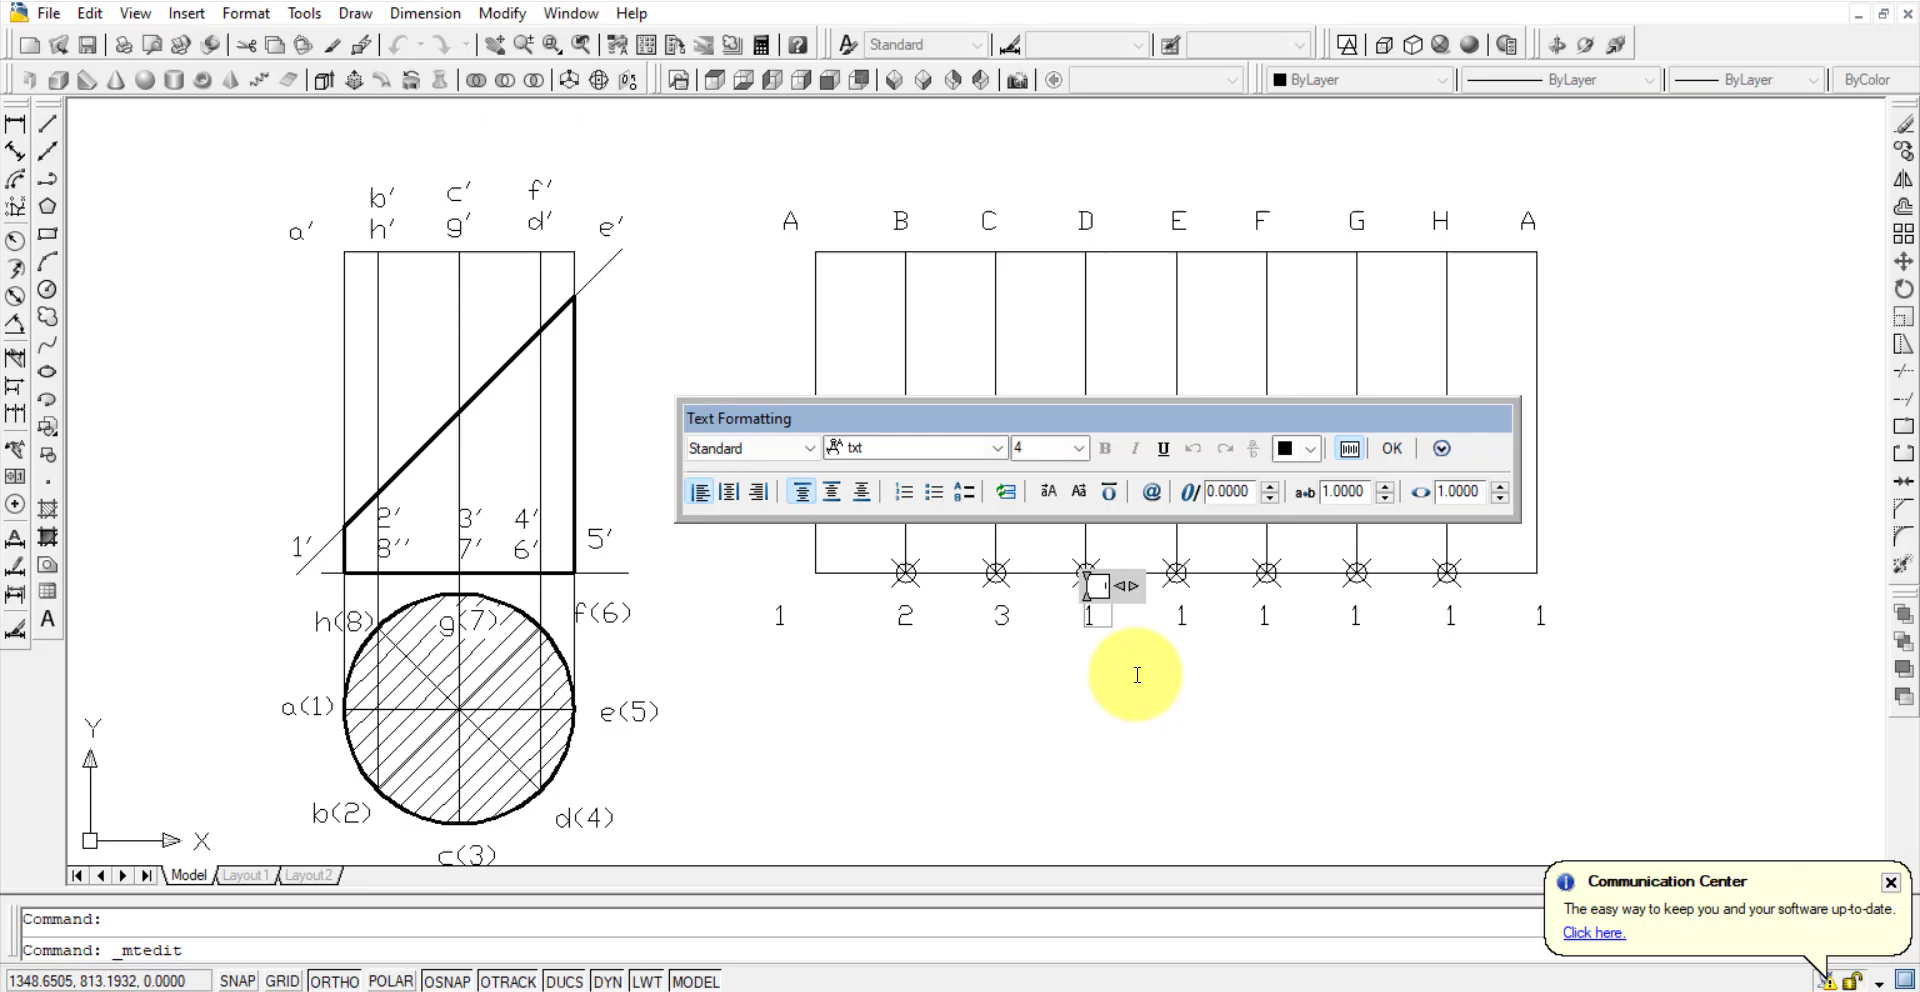 File Edit View Insert Format Tools Draw Dimension Modify Window Help
Standard
ByLayer ByLayer ByLayer ByColor
b' c' f'
a' h' g' d' e'
A B C D E F G H A
Text Formatting
Standard txt 4 B I U OK
@ 0/ 0.0000 a•b 1.0000 1.0000
2' 3' 4'
1' 8'' 7' 6' 5'
h(8) g(7) f(6)
1 2 3 1 1 1 1 1 1
a(1) e(5)
b(2) d(4)
c(3)
Y
X
Model Layout1 Layout2
Command:
Command: _mtedit
Communication Center
The easy way to keep you and your software up-to-date.
Click here.
1348.6505, 813.1932, 0.0000 SNAP GRID ORTHO POLAR OSNAP OTRACK DUCS DYN LWT MODEL